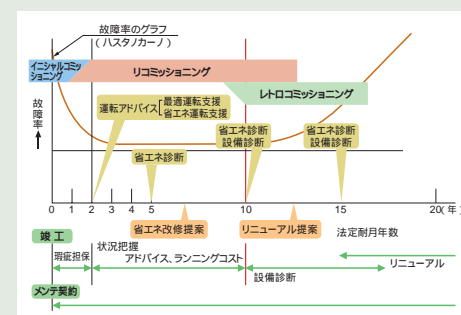 故障率のグラフ
(ハスタノカーノ)
イニシャルコミッ
ショニング
リコミッショニング
レトロコミッショニング
故障率
運転アドバイス
最適運転支援
省エネ運転支援
省エネ診断
設備診断
省エネ診断
設備診断
省エネ診断
0 1 2 3 4 5 10 15 20 (年)
竣工
省エネ改修提案
リニューアル提案
法定耐月年数
状況把握
瑕疵担保
アドバイス、ランニングコスト
リニューアル
設備診断
メンテ契約